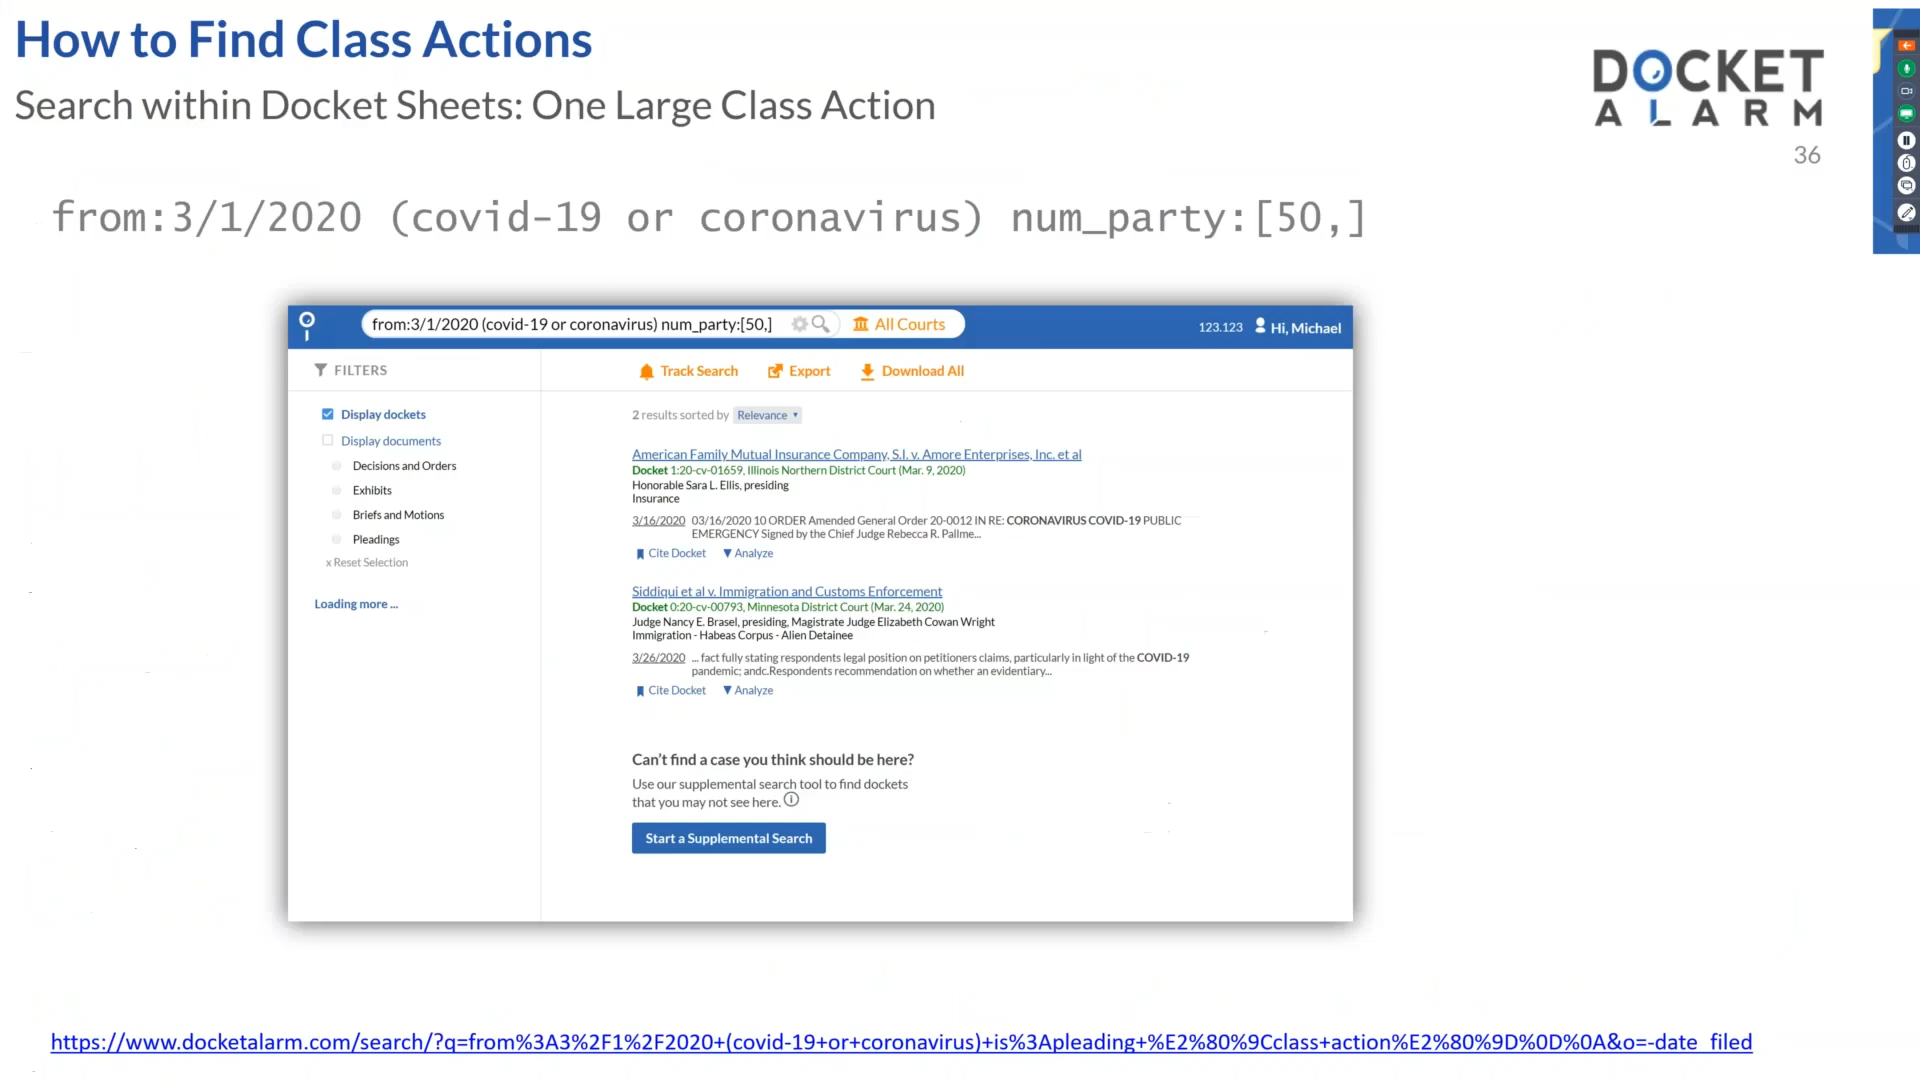 How to Find Class Actions
Search within Docket Sheets: One Large Class Action
DOCKET
ALARM
36
from:3/1/2020 (covid-19 or coronavirus) num_party:[50,]
from:3/1/2020 (covid-19 or coronavirus) num_party:[50,]
All Courts
123.123 Hi, Michael
FILTERS
Track Search Export Download All
Display dockets
Display documents
Decisions and Orders
Exhibits
Briefs and Motions
Pleadings
x Reset Selection
Loading more ...
2 results sorted by Relevance
American Family Mutual Insurance Company, S.I. v. Amore Enterprises, Inc. et al
Docket 1:20-cv-01659, Illinois Northern District Court (Mar. 9, 2020)
Honorable Sara L. Ellis, presiding
Insurance
3/16/2020 03/16/2020 10 ORDER Amended General Order 20-0012 IN RE: CORONAVIRUS COVID-19 PUBLIC
EMERGENCY Signed by the Chief Judge Rebecca R. Pallme...
Cite Docket Analyze
Siddiqui et al v. Immigration and Customs Enforcement
Docket 0:20-cv-00793, Minnesota District Court (Mar. 24, 2020)
Judge Nancy E. Brasel, presiding, Magistrate Judge Elizabeth Cowan Wright
Immigration - Habeas Corpus - Alien Detainee
3/26/2020 ... fact fully stating respondents legal position on petitioners claims, particularly in light of the COVID-19
pandemic; andc.Respondents recommendation on whether an evidentiary...
Cite Docket Analyze
Can't find a case you think should be here?
Use our supplemental search tool to find dockets
that you may not see here.
Start a Supplemental Search
https://www.docketalarm.com/search/?q=from%3A3%2F1%2F2020+(covid-19+or+coronavirus)+is%3Apleading+%E2%80%9Cclass+action%E2%80%9D%0D%0A&o=-date_filed